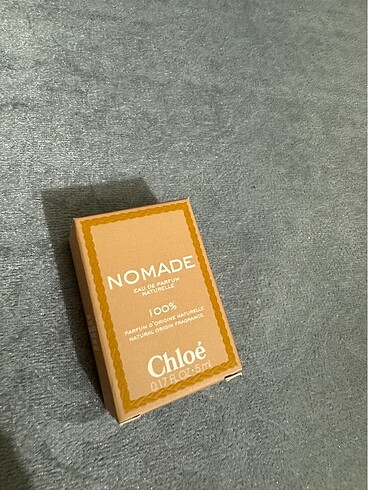 NOMADE
EAU DE PARFUM
NATURELLE
100%
PARFUM D'ORIGINE NATURELLE
NATURAL ORIGIN FRAGRANCE
Chloé
0.17 FL.OZ - 5 ml